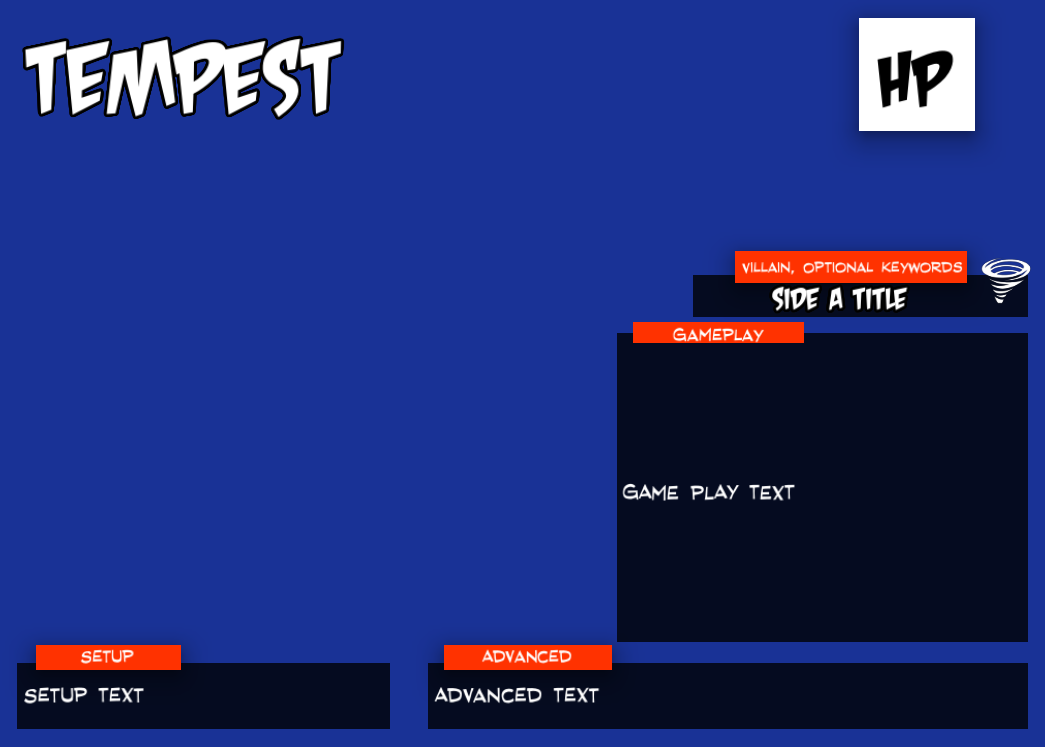 TEMPEST
HP
VILLAIN, OPTIONAL KEYWORDS
SIDE A TITLE
GAMEPLAY
GAME PLAY TEXT
SETUP
SETUP TEXT
ADVANCED
ADVANCED TEXT